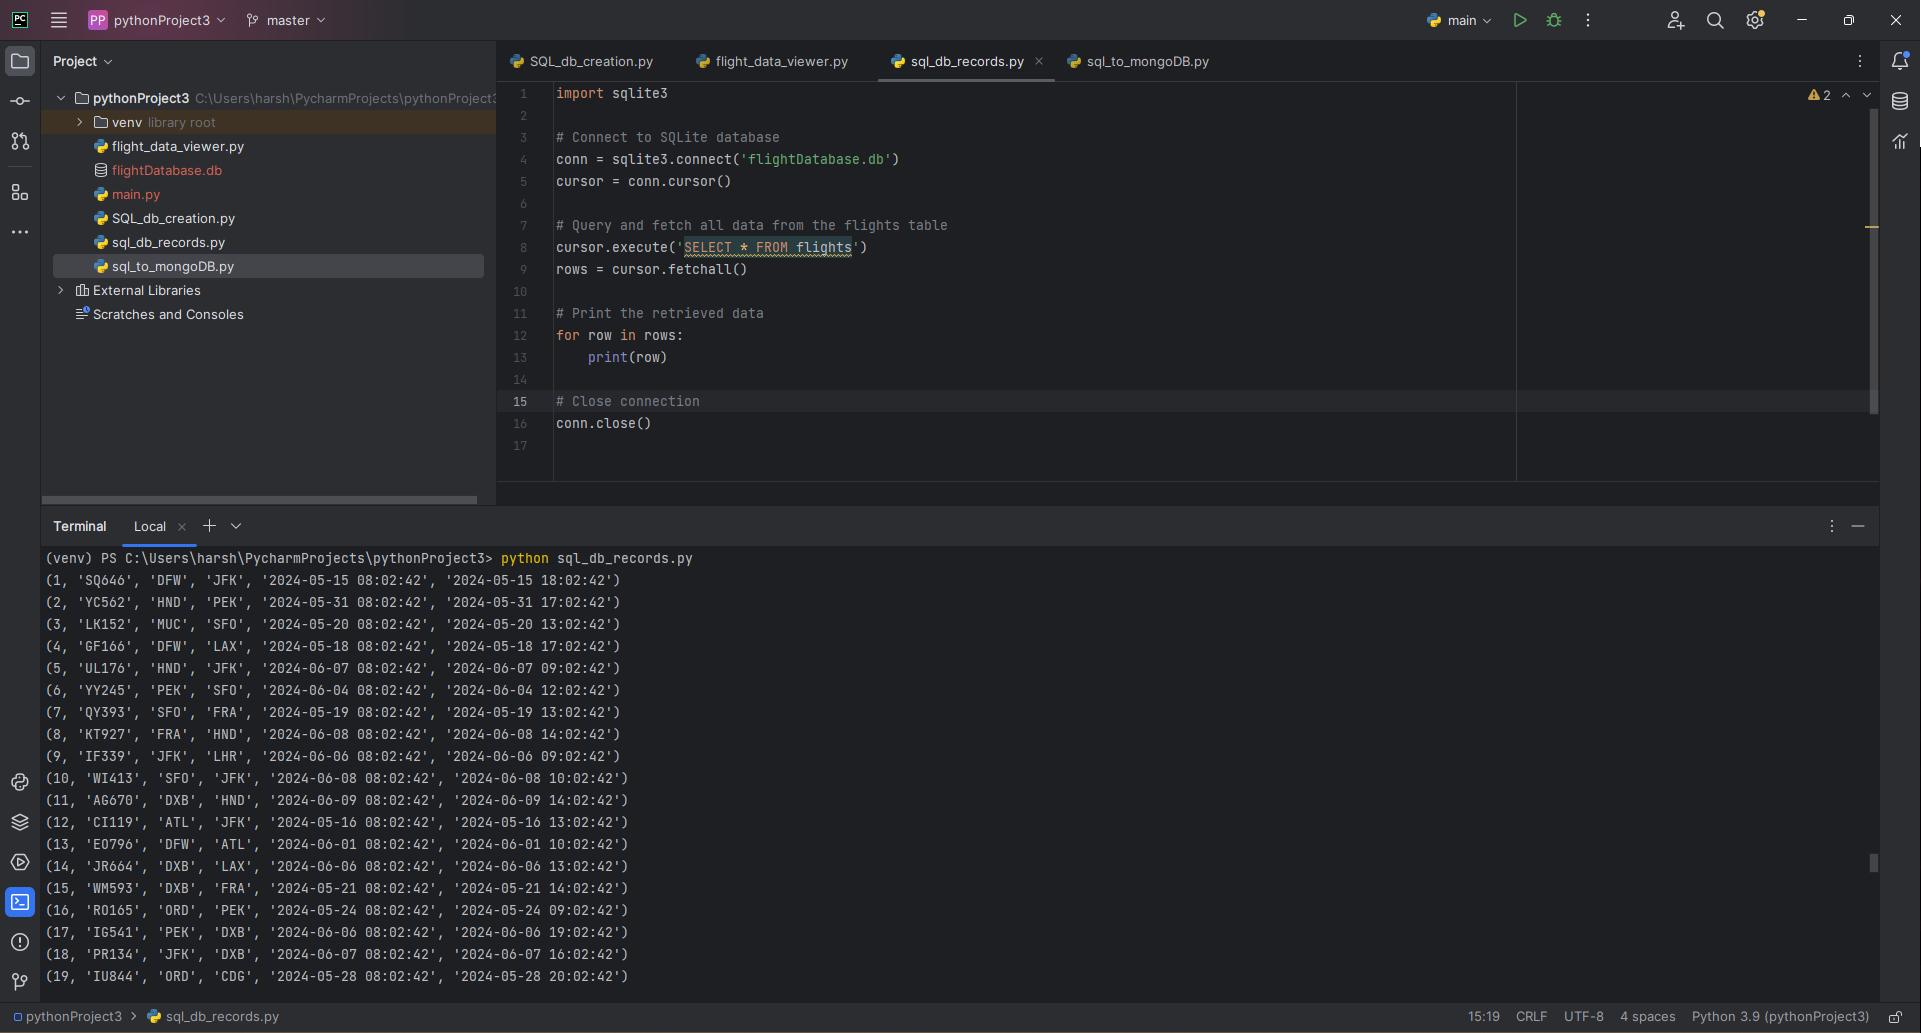 PC
PP pythonProject3 master main
Project
SQL_db_creation.py flight_data_viewer.py sql_db_records.py sql_to_mongoDB.py
pythonProject3 C:\Users\harsh\PycharmProjects\pythonProject3
venv library root
flight_data_viewer.py
flightDatabase.db
main.py
SQL_db_creation.py
sql_db_records.py
sql_to_mongoDB.py
External Libraries
Scratches and Consoles
2
1 import sqlite3
2
3 # Connect to SQLite database
4 conn = sqlite3.connect('flightDatabase.db')
5 cursor = conn.cursor()
6
7 # Query and fetch all data from the flights table
8 cursor.execute('SELECT * FROM flights')
9 rows = cursor.fetchall()
10
11 # Print the retrieved data
12 for row in rows:
13     print(row)
14
15 # Close connection
16 conn.close()
17
Terminal Local
(venv) PS C:\Users\harsh\PycharmProjects\pythonProject3> python sql_db_records.py
(1, 'SQ646', 'DFW', 'JFK', '2024-05-15 08:02:42', '2024-05-15 18:02:42')
(2, 'YC562', 'HND', 'PEK', '2024-05-31 08:02:42', '2024-05-31 17:02:42')
(3, 'LK152', 'MUC', 'SFO', '2024-05-20 08:02:42', '2024-05-20 13:02:42')
(4, 'GF166', 'DFW', 'LAX', '2024-05-18 08:02:42', '2024-05-18 17:02:42')
(5, 'UL176', 'HND', 'JFK', '2024-06-07 08:02:42', '2024-06-07 09:02:42')
(6, 'YY245', 'PEK', 'SFO', '2024-06-04 08:02:42', '2024-06-04 12:02:42')
(7, 'QY393', 'SFO', 'FRA', '2024-05-19 08:02:42', '2024-05-19 13:02:42')
(8, 'KT927', 'FRA', 'HND', '2024-06-08 08:02:42', '2024-06-08 14:02:42')
(9, 'IF339', 'JFK', 'LHR', '2024-06-06 08:02:42', '2024-06-06 09:02:42')
(10, 'WI413', 'SFO', 'JFK', '2024-06-08 08:02:42', '2024-06-08 10:02:42')
(11, 'AG670', 'DXB', 'HND', '2024-06-09 08:02:42', '2024-06-09 14:02:42')
(12, 'CI119', 'ATL', 'JFK', '2024-05-16 08:02:42', '2024-05-16 13:02:42')
(13, 'EO796', 'DFW', 'ATL', '2024-06-01 08:02:42', '2024-06-01 10:02:42')
(14, 'JR664', 'DXB', 'LAX', '2024-06-06 08:02:42', '2024-06-06 13:02:42')
(15, 'WM593', 'DXB', 'FRA', '2024-05-21 08:02:42', '2024-05-21 14:02:42')
(16, 'RO165', 'ORD', 'PEK', '2024-05-24 08:02:42', '2024-05-24 09:02:42')
(17, 'IG541', 'PEK', 'DXB', '2024-06-06 08:02:42', '2024-06-06 19:02:42')
(18, 'PR134', 'JFK', 'DXB', '2024-06-07 08:02:42', '2024-06-07 16:02:42')
(19, 'IU844', 'ORD', 'CDG', '2024-05-28 08:02:42', '2024-05-28 20:02:42')
pythonProject3 > sql_db_records.py 15:19 CRLF UTF-8 4 spaces Python 3.9 (pythonProject3)